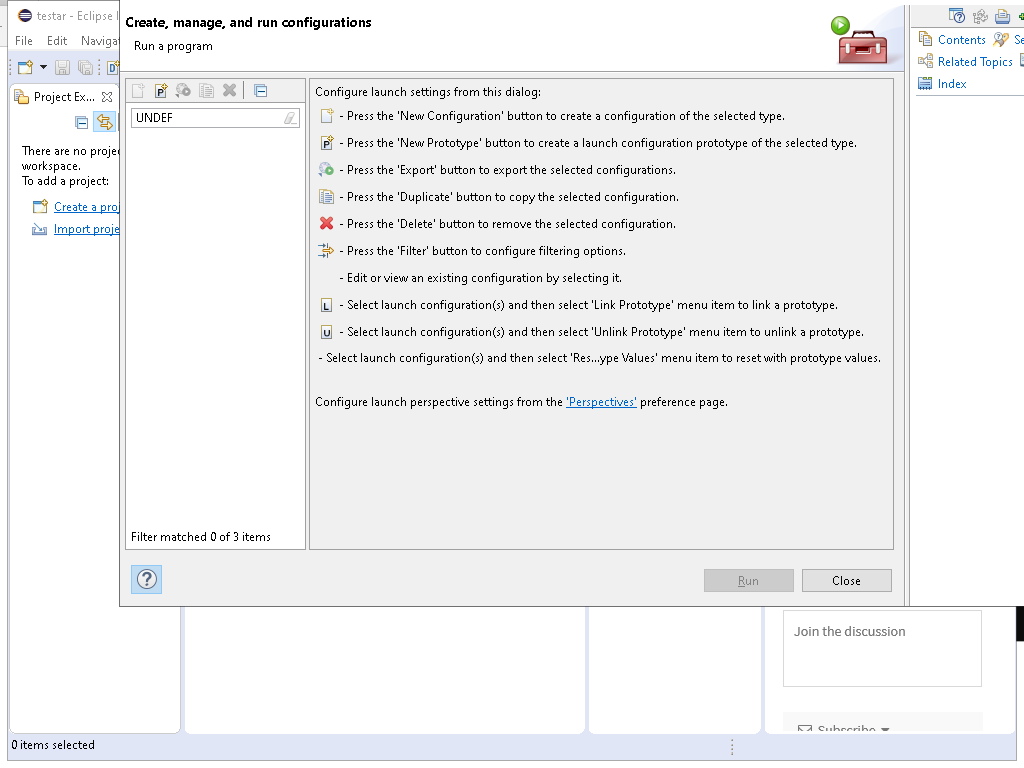 testar - Eclipse
File Edit Navigat
Project Ex...
There are no proje
workspace.
To add a project:
Create a proj
Import proje
Create, manage, and run configurations
Run a program
UNDEF
Filter matched 0 of 3 items
Configure launch settings from this dialog:
- Press the 'New Configuration' button to create a configuration of the selected type.
- Press the 'New Prototype' button to create a launch configuration prototype of the selected type.
- Press the 'Export' button to export the selected configurations.
- Press the 'Duplicate' button to copy the selected configuration.
- Press the 'Delete' button to remove the selected configuration.
- Press the 'Filter' button to configure filtering options.
- Edit or view an existing configuration by selecting it.
L - Select launch configuration(s) and then select 'Link Prototype' menu item to link a prototype.
U - Select launch configuration(s) and then select 'Unlink Prototype' menu item to unlink a prototype.
- Select launch configuration(s) and then select 'Res...ype Values' menu item to reset with prototype values.
Configure launch perspective settings from the 'Perspectives' preference page.
Run Close
Contents Se
Related Topics
Index
Join the discussion
Subscribe
0 items selected